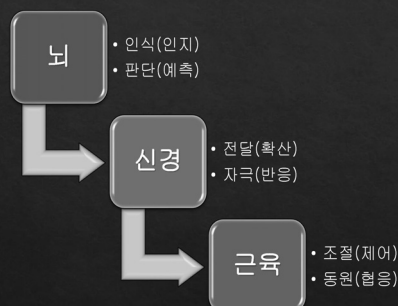 뇌
• 인식(인지)
• 판단(예측)
신경
• 전달(확산)
• 자극(반응)
근육
• 조절(제어)
• 동원(협응)